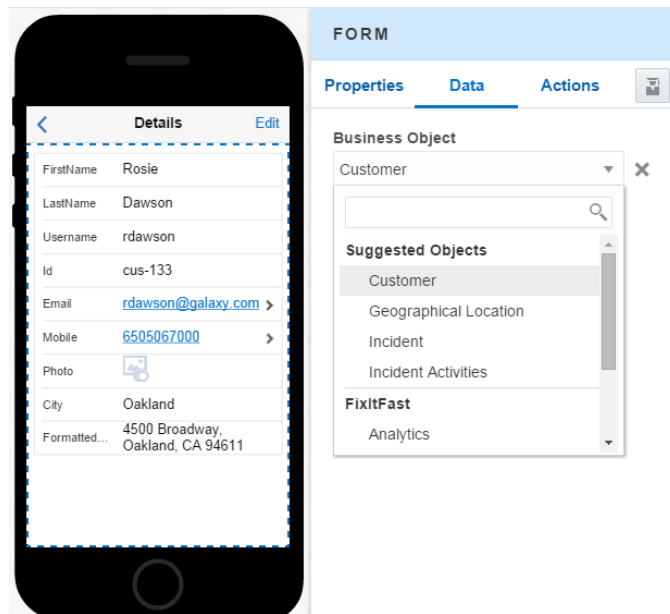 Details
Edit
FirstName Rosie
LastName Dawson
Username rdawson
Id cus-133
Email rdawson@galaxy.com
Mobile 6505067000
Photo
City Oakland
Formatted... 4500 Broadway,
Oakland, CA 94611
FORM
Properties Data Actions
Business Object
Customer
Suggested Objects
Customer
Geographical Location
Incident
Incident Activities
FixItFast
Analytics